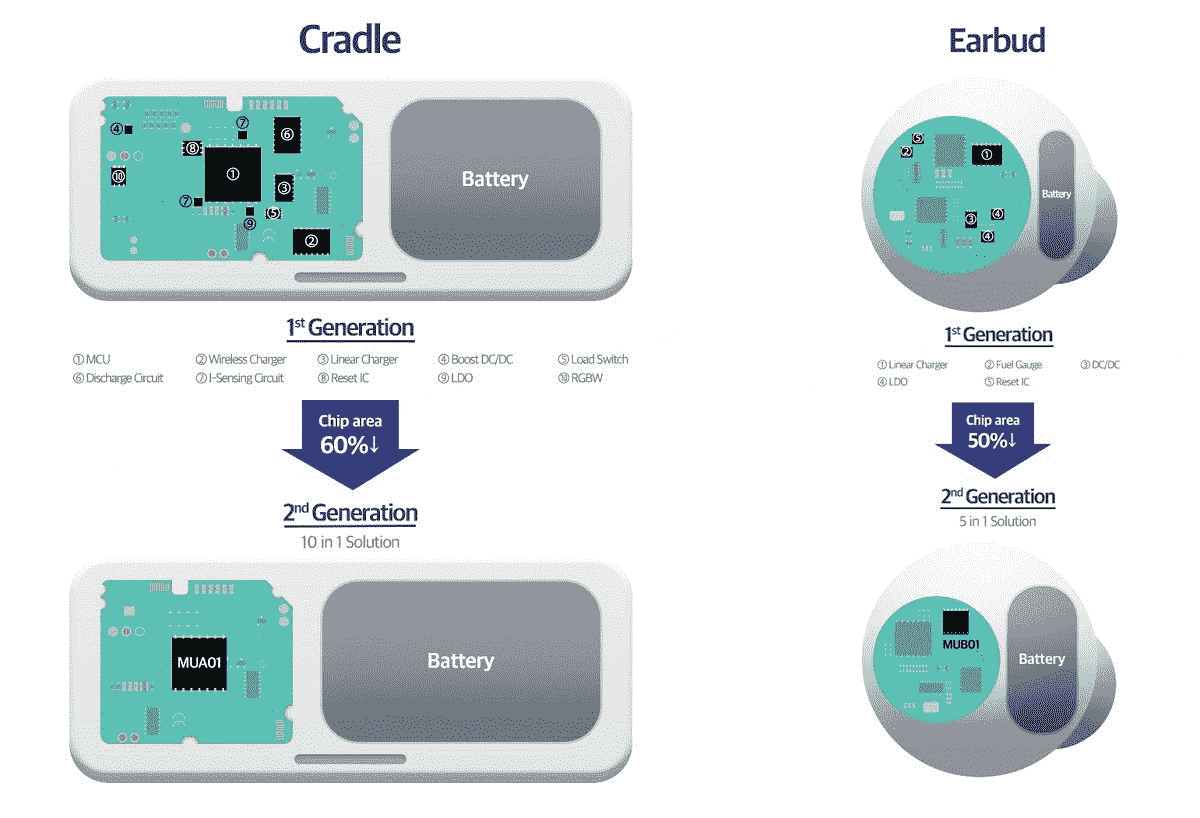 Cradle
④
⑦
⑥
⑧
⑩
①
③
⑦
⑤
⑨
②
Battery
1st Generation
① MCU ② Wireless Charger ③ Linear Charger ④ Boost DC/DC ⑤ Load Switch
⑥ Discharge Circuit ⑦ I-Sensing Circuit ⑧ Reset IC ⑨ LDO ⑩ RGBW
Chip area
60%↓
2nd Generation
10 in 1 Solution
MUA01
Battery
Earbud
⑤
②
①
③
④
④
Battery
1st Generation
① Linear Charger ② Fuel Gauge ③ DC/DC
④ LDO ⑤ Reset IC
Chip area
50%↓
2nd Generation
5 in 1 Solution
MUB01
Battery